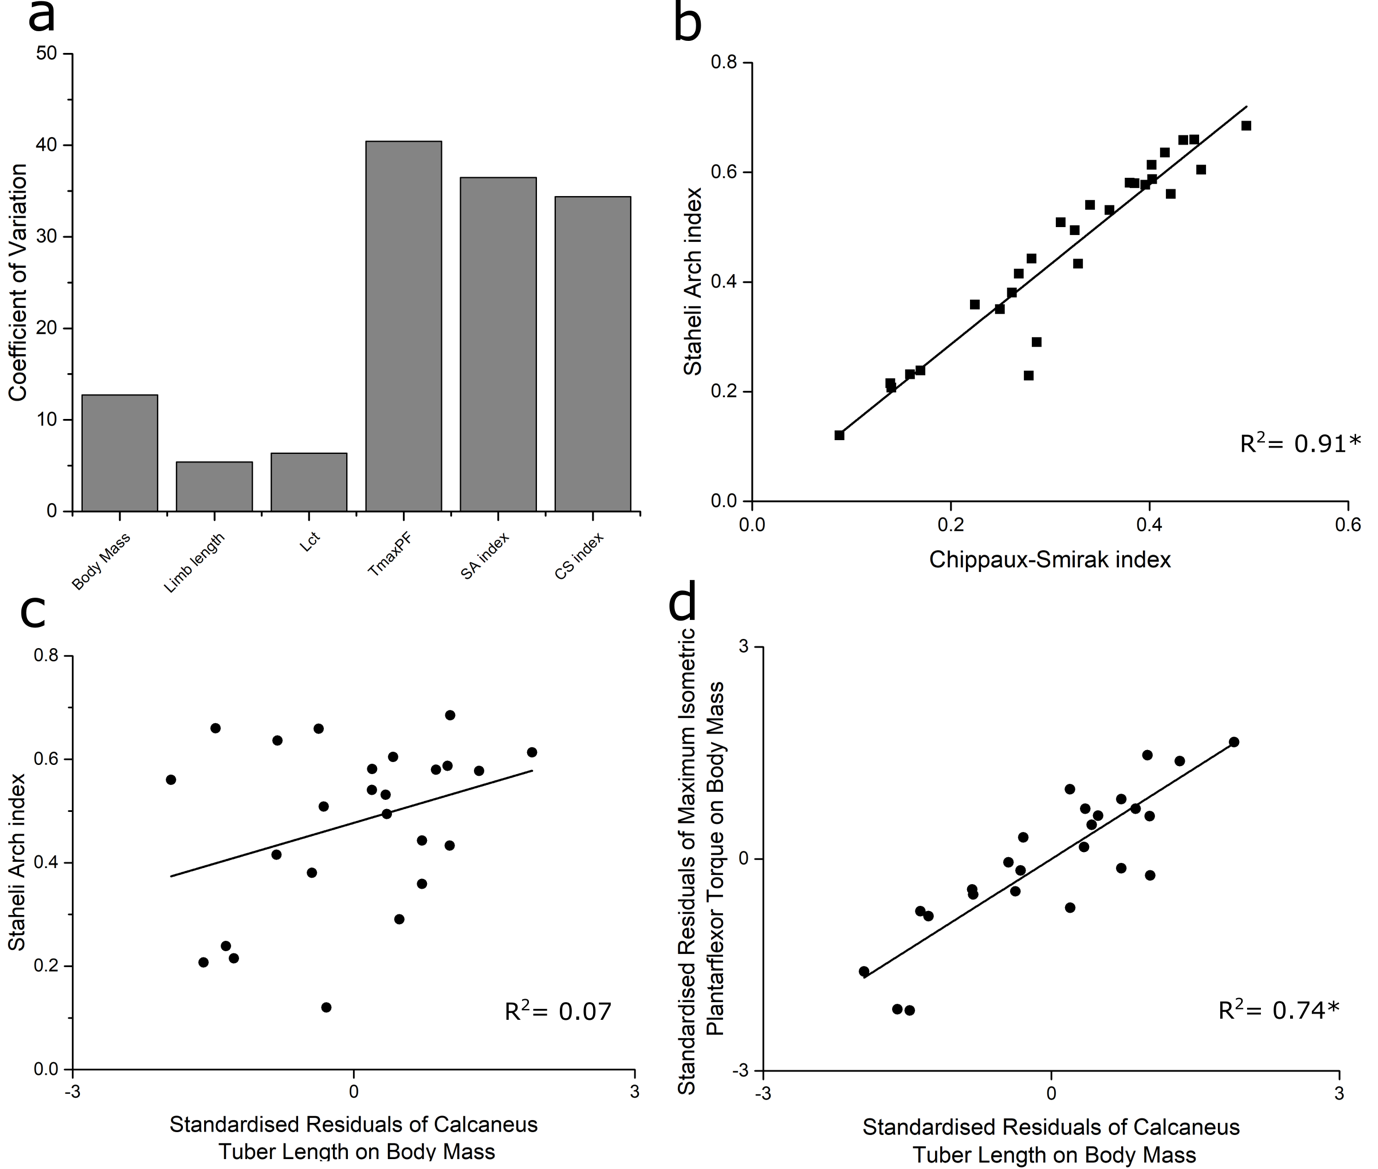 a
50
40
30
20
10
0
Coefficient of Variation
Body Mass
Limb length
Lct
TmaxPF
SA index
CS index
b
0.8
0.6
0.4
0.2
0.0
Staheli Arch index
R²= 0.91*
0.0 0.2 0.4 0.6
Chippaux-Smirak index
c
0.8
0.6
0.4
0.2
0.0
Staheli Arch index
R²= 0.07
-3 0 3
Standardised Residuals of Calcaneus
Tuber Length on Body Mass
d
3
0
-3
Standardised Residuals of Maximum Isometric
Plantarflexor Torque on Body Mass
R²= 0.74*
-3 0 3
Standardised Residuals of Calcaneus
Tuber Length on Body Mass